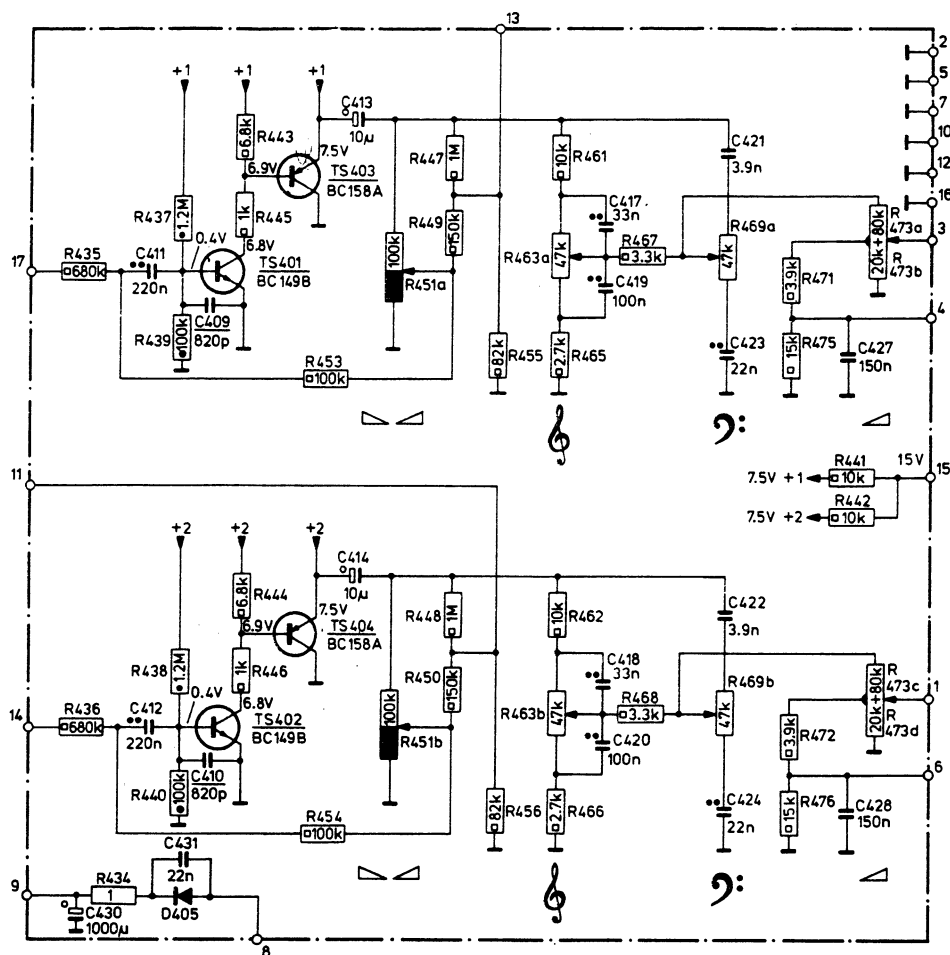 13
2
5
7
10
12
16
3
4
17
+1
+1
+1
C413
10µ
R443
6.8k
7.5V
6.9V
TS403
BC158A
R447
1M
R461
10k
C421
3.9n
R437
1.2M
1k
R445
R449
150k
C417
33n
R469a
47k
R
473a
20k+80k
R
473b
R435
680k
C411
220n
0.4V
6.8V
TS401
BC149B
100k
R451a
R463a
47k
R467
3.3k
C419
100n
3.9k
R471
R439
100k
C409
820p
R453
100k
82k
R455
2.7k
R465
C423
22n
15k
R475
C427
150n
11
15V
15
7.5V +1
R441
10k
7.5V +2
R442
10k
+2
+2
+2
C414
10µ
R444
6.8k
7.5V
6.9V
TS404
BC158A
R448
1M
10k
R462
C422
3.9n
R438
1.2M
1k
R446
R450
150k
C418
33n
R469b
47k
R
473c
20k+80k
R
473d
1
14
R436
680k
C412
220n
0.4V
6.8V
TS402
BC149B
100k
R451b
R463b
47k
R468
3.3k
C420
100n
3.9k
R472
6
R440
100k
C410
820p
R454
100k
82k
R456
2.7k
R466
C424
22n
15k
R476
C428
150n
9
R434
1
C431
22n
D405
C430
1000µ
8